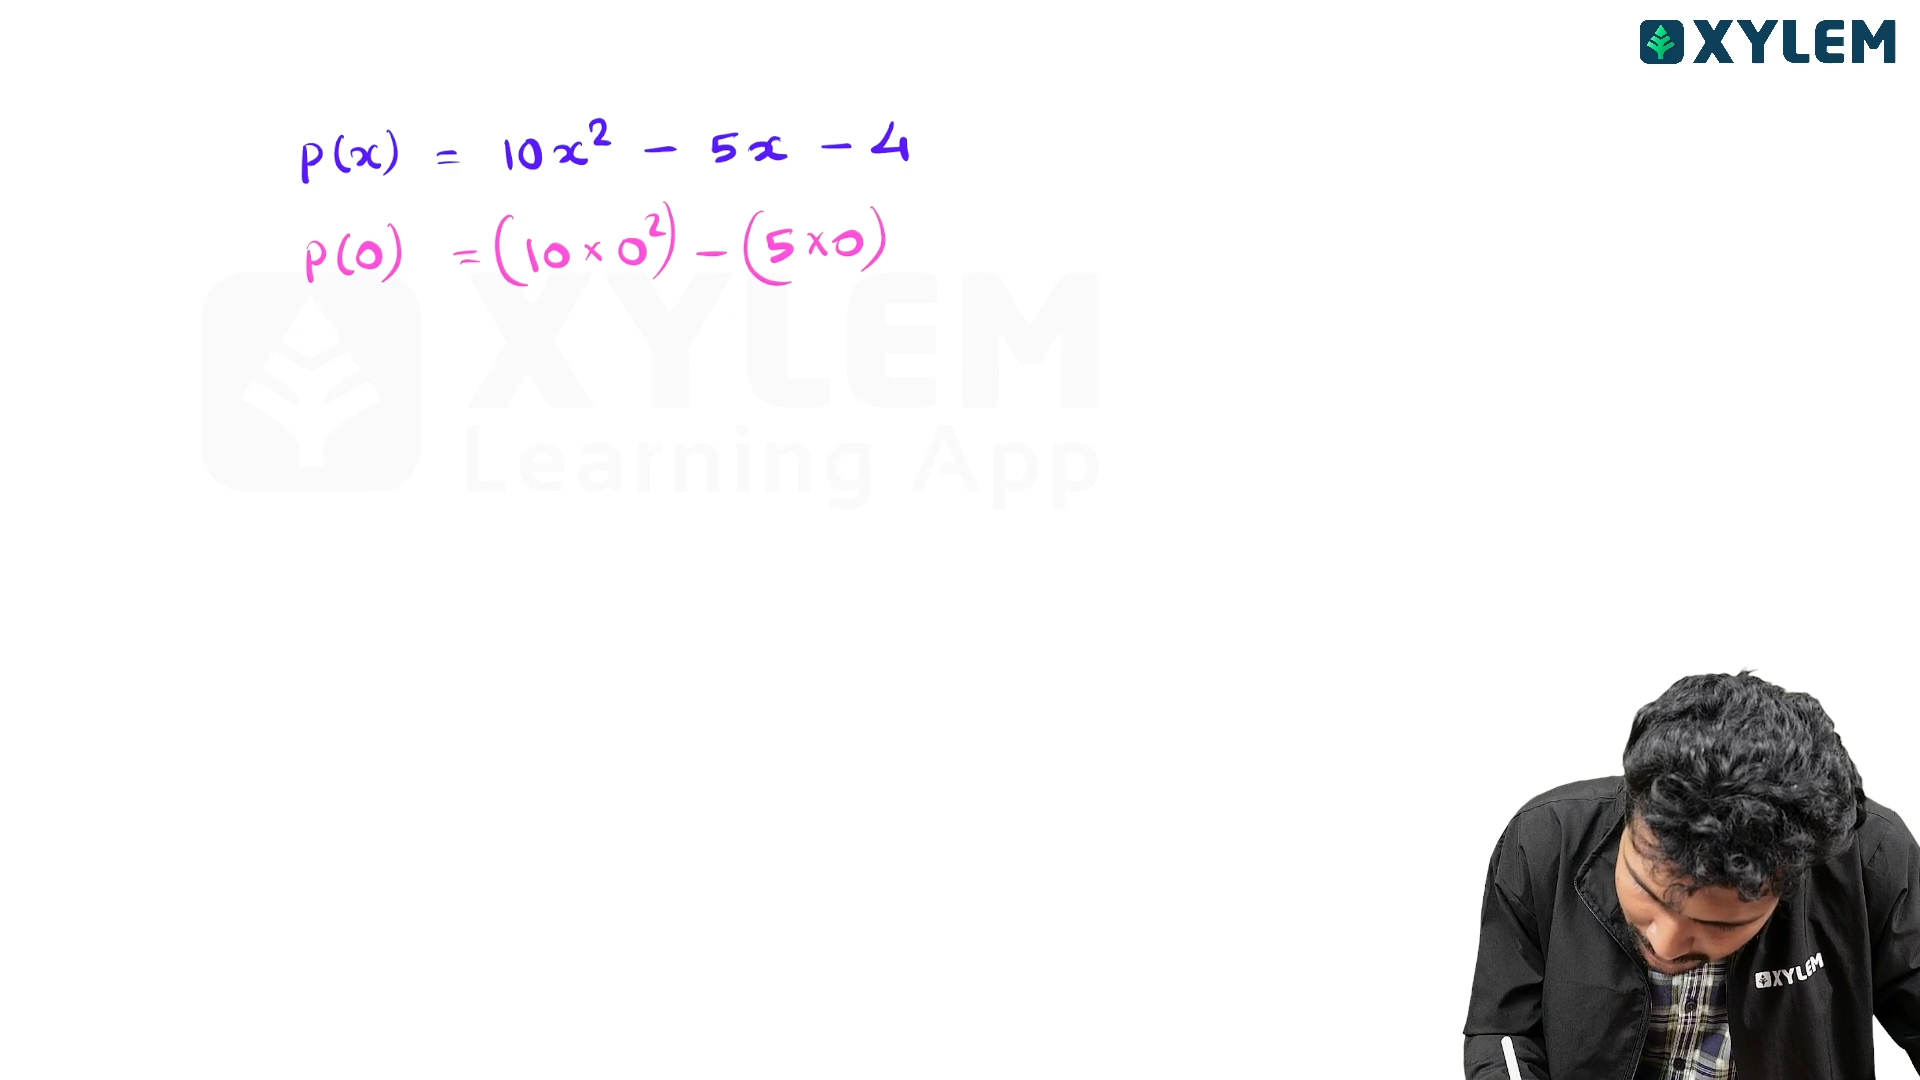 XYLEM
p(x) = 10x² - 5x - 4
p(0) = (10 × 0²) - (5 × 0)
XYLEM
Learning App
XYLEM